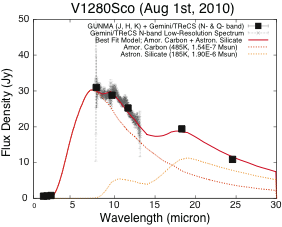 V1280Sco (Aug 1st, 2010)
GUNMA (J, H, K) + Gemini/TReCS (N- & Q- band)
Gemini/TReCS N-band Low-Resolution Spectrum
Best Fit Model; Amor. Carbon + Astron. Silicate
Amor. Carbon (485K, 1.54E-7 Msun)
Astron. Silicate (185K, 1.90E-6 Msun)
Flux Density (Jy)
50
40
30
20
10
0
5
10
15
20
25
30
Wavelength (micron)